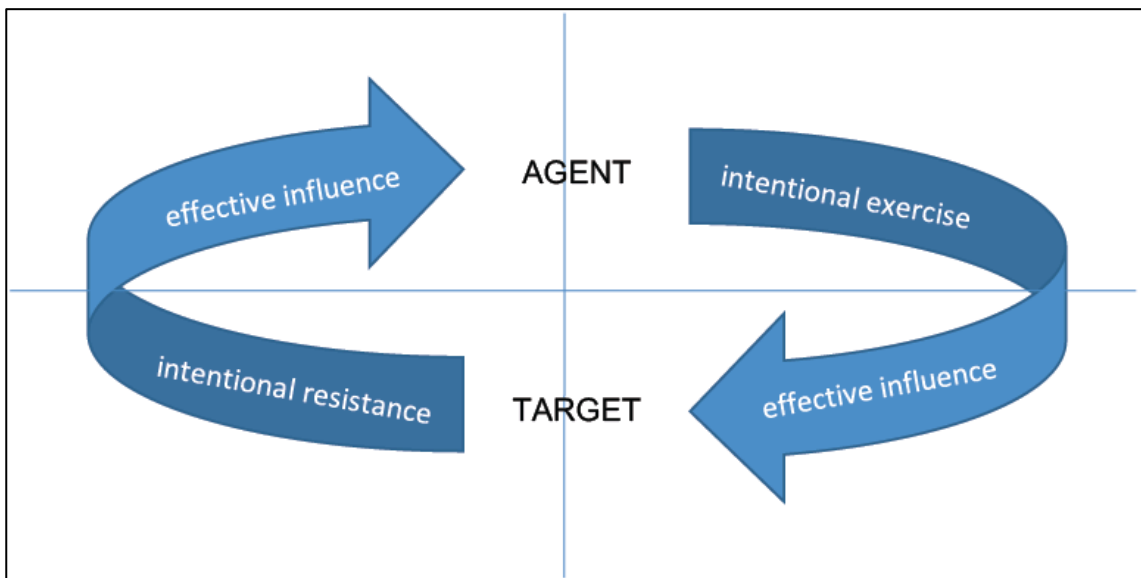 effective influence
AGENT
intentional exercise
intentional resistance
TARGET
effective influence